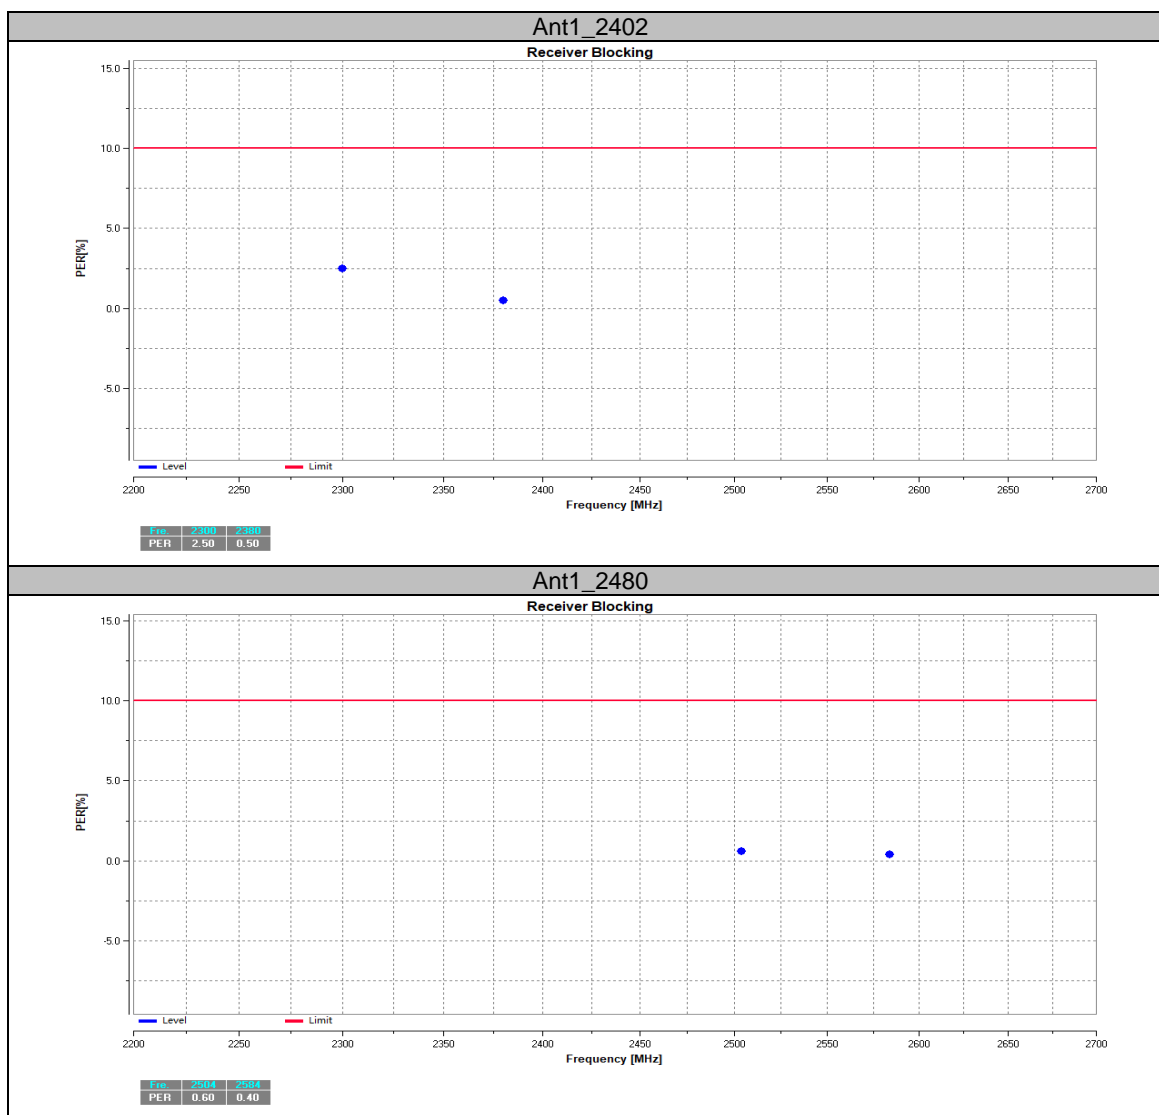 Ant1_2402
Receiver Blocking
15.0
10.0
5.0
0.0
-5.0
PER[%]
Level Limit
2200 2250 2300 2350 2400 2450 2500 2550 2600 2650 2700
Frequency [MHz]
Fre. 2300 2380
PER 2.50 0.50
Ant1_2480
Receiver Blocking
15.0
10.0
5.0
0.0
-5.0
PER[%]
Level Limit
2200 2250 2300 2350 2400 2450 2500 2550 2600 2650 2700
Frequency [MHz]
Fre. 2504 2584
PER 0.60 0.40